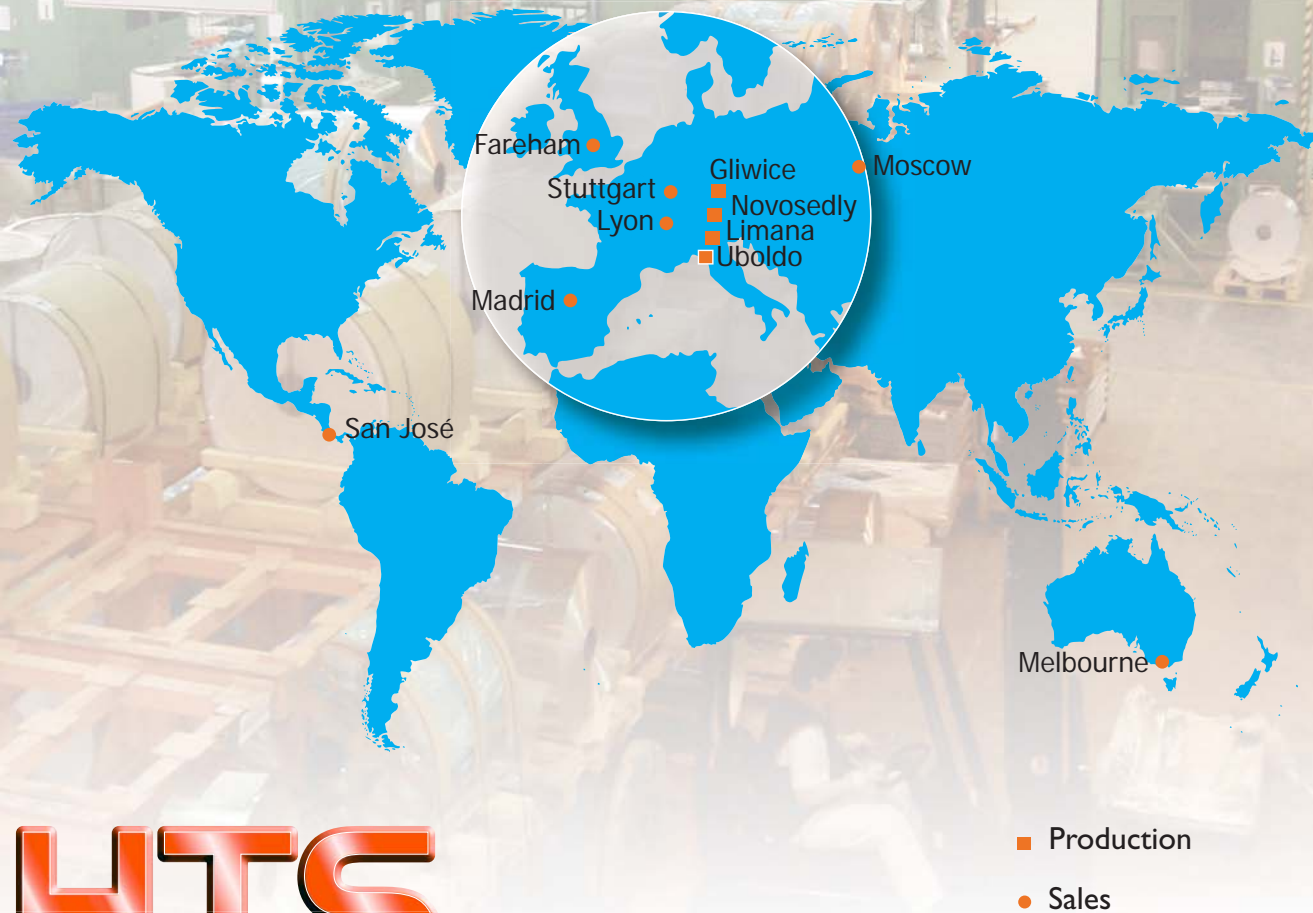 Fareham
Gliwice
Moscow
Stuttgart
Novosedly
Lyon
Limana
Uboldo
Madrid
San José
Melbourne
HTS
Production
Sales